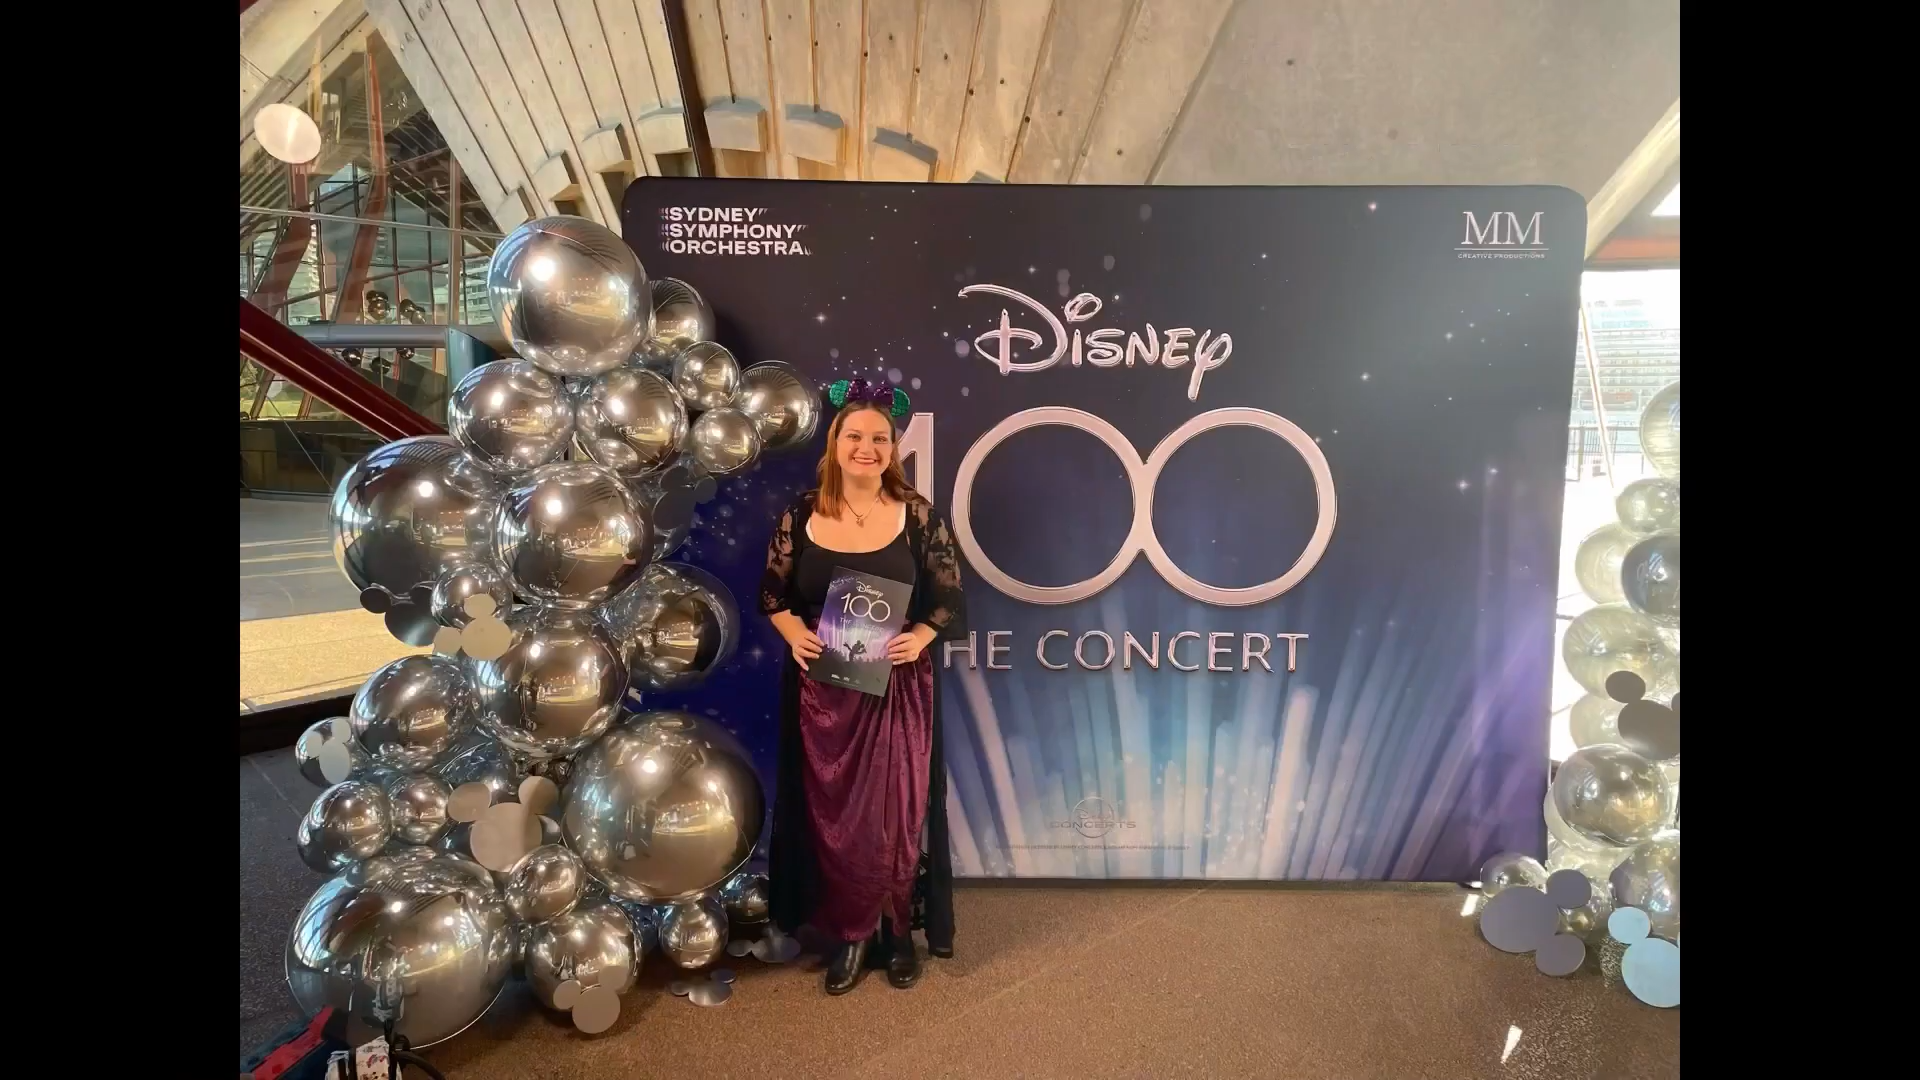 SYDNEY
SYMPHONY
ORCHESTRA
MM
CREATIVE PRODUCTIONS
Disney
100
HE CONCERT
Disney
100
CONCERTS